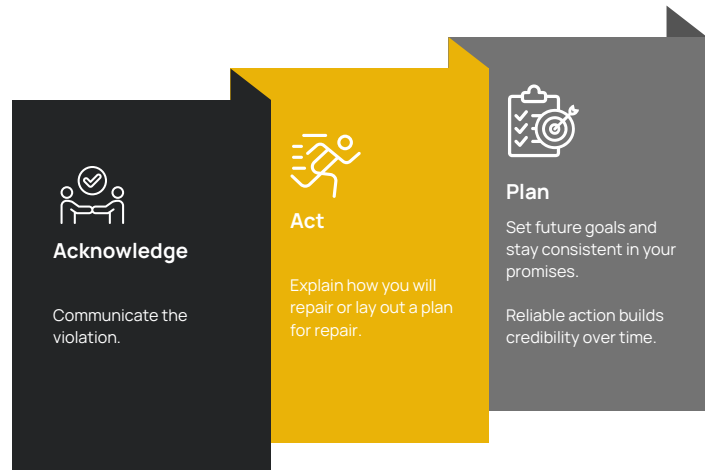 Acknowledge
Communicate the
violation.
Act
Explain how you will
repair or lay out a plan
for repair.
Plan
Set future goals and
stay consistent in your
promises.
Reliable action builds
credibility over time.